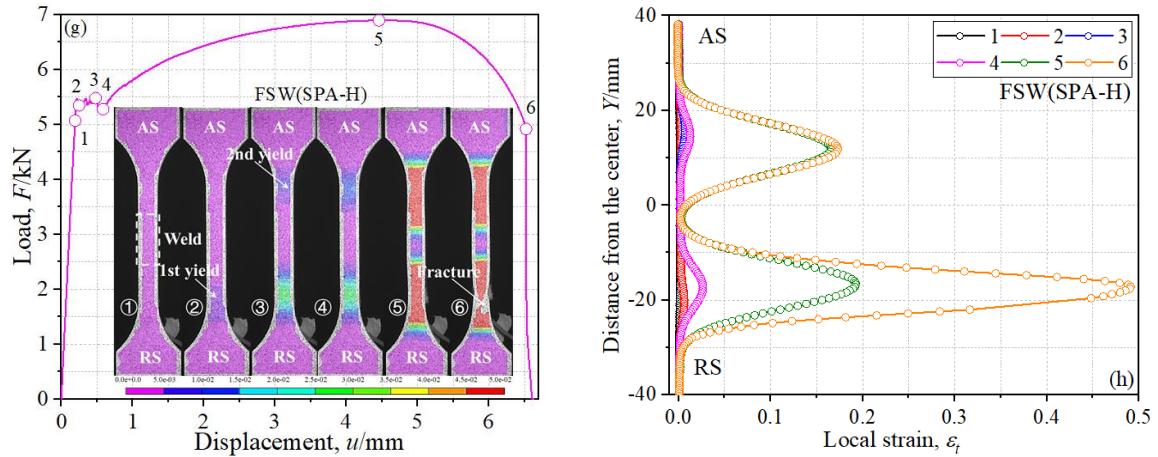 (g)
Load, F/kN
7
6
5
4
3
2
1
0
0 1 2 3 4 5 6
Displacement, u/mm
1
2
3
4
5
6
FSW(SPA-H)
AS AS AS AS AS AS
2nd yield
Weld
1st yield
Fracture
① ② ③ ④ ⑤ ⑥
RS RS RS RS RS RS
0.0e+0.0 5.0e-03 1.0e-02 1.5e-02 2.0e-02 2.5e-02 3.0e-02 3.5e-02 4.0e-02 4.5e-02 5.0e-02
Distance from the center, Y/mm
40
20
0
-20
-40
AS
1 2 3
4 5 6
FSW(SPA-H)
RS
(h)
0.0 0.1 0.2 0.3 0.4 0.5
Local strain, εt